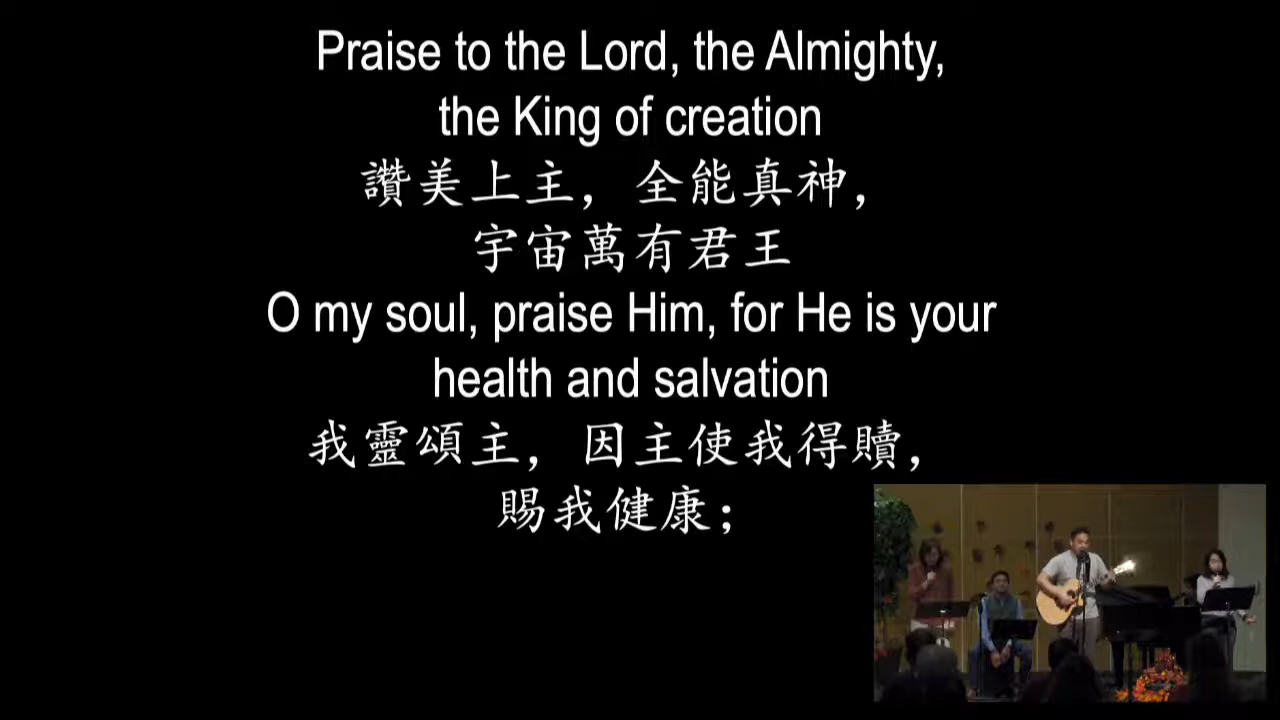 Praise to the Lord, the Almighty,
the King of creation
讚美上主，全能真神，
宇宙萬有君王
O my soul, praise Him, for He is your
health and salvation
我靈頌主，因主使我得贖，
賜我健康；